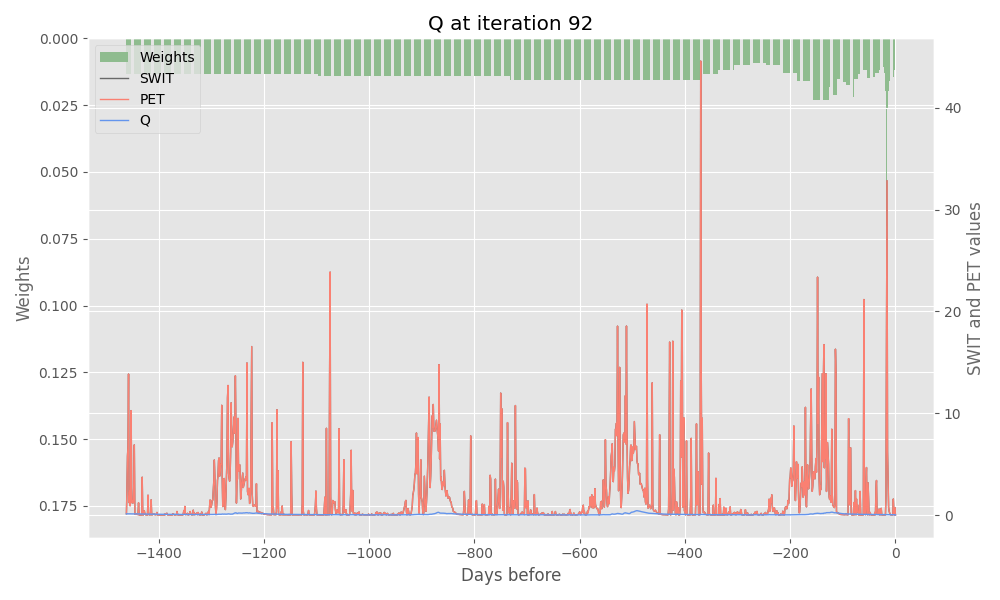 Q at iteration 92
Weights
SWIT
PET
Q
0.000
0.025
0.050
0.075
0.100
0.125
0.150
0.175
Weights
40
30
20
10
0
SWIT and PET values
−1400
−1200
−1000
−800
−600
−400
−200
0
Days before